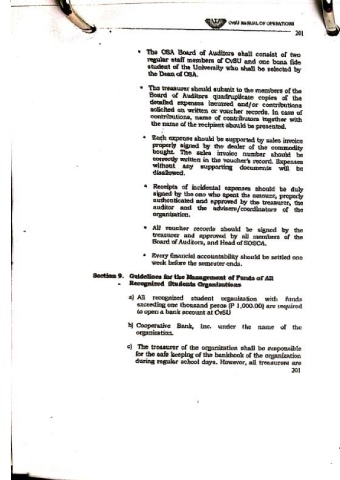 CvSU MANUAL OF OPERATIONS
201
• The OSA Board of Auditors shall consist of two
regular staff members of CvSU and one bona fide
student of the University who shall be selected by
the Dean of OSA.
• The treasurer should submit to the members of the
Board of Auditors quadruplicate copies of the
detailed expenses incurred and/or contributions
solicited on written or voucher records. In case of
contributions, name of contributors together with
the name of the recipient should be presented.
• Each expense should be supported by sales invoice
properly signed by the dealer of the commodity
bought. The sales invoice number should be
correctly written in the voucher's record. Expenses
without any supporting documents will be
disallowed.
• Receipts of incidental expenses should be duly
signed by the one who spent the amount, properly
authenticated and approved by the treasurer, the
auditor and the advisers/coordinators of the
organization.
• All voucher records should be signed by the
treasurer and approved by all members of the
Board of Auditors, and Head of SOSOA.
• Every financial accountability should be settled one
week before the semester ends.
Section 9. Guidelines for the Management of Funds of All
Recognized Students Organizations
a) All recognized student organization with funds
exceeding one thousand pesos (P 1,000.00) are required
to open a bank account at CvSU
b) Cooperative Bank, Inc. under the name of the
organization.
c) The treasurer of the organization shall be responsible
for the safe keeping of the bankbook of the organization
during regular school days. However, all treasurers are
201